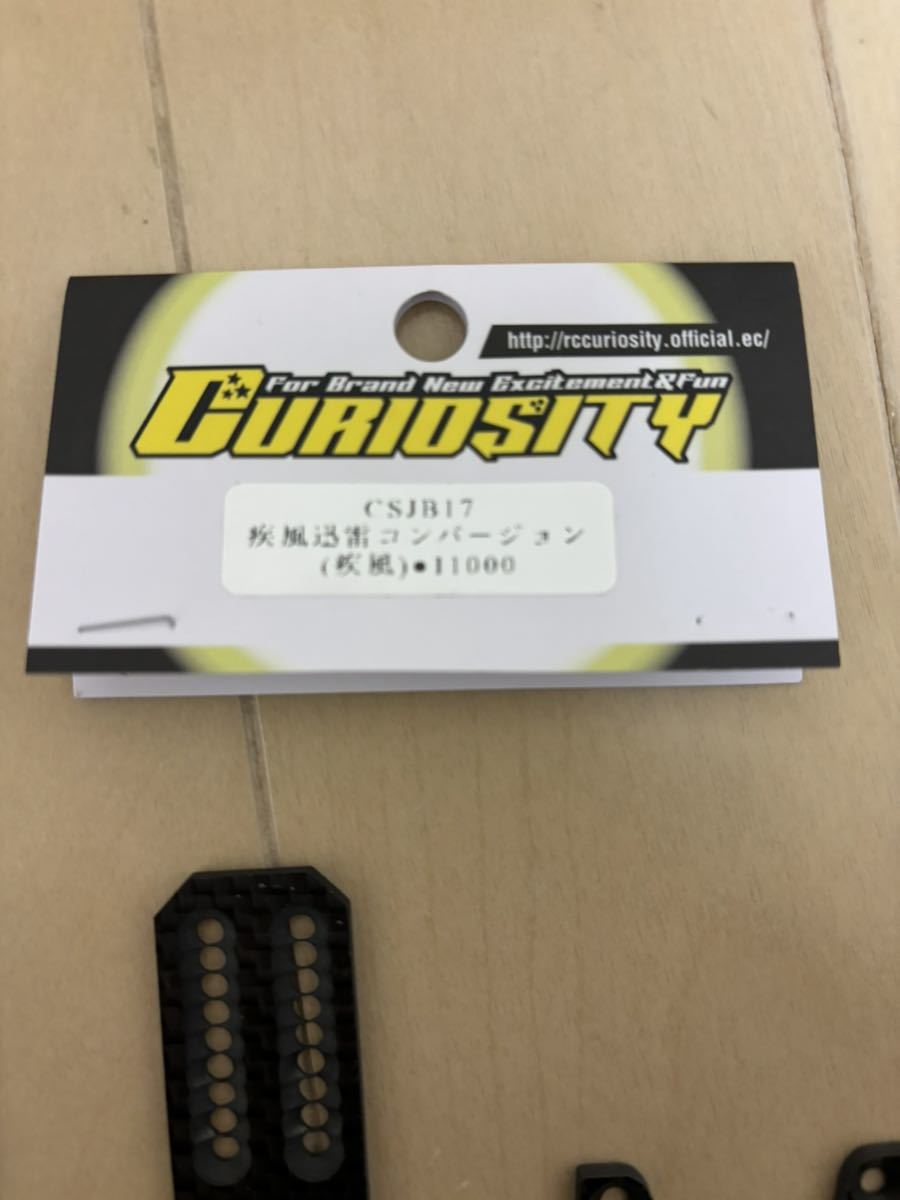 http://rccuriosity.official.ec/
For Brand New Excitement&Fun
CURIOSITY
CSJB17
疾風迅雷コンバージョン
(疾風)●11000